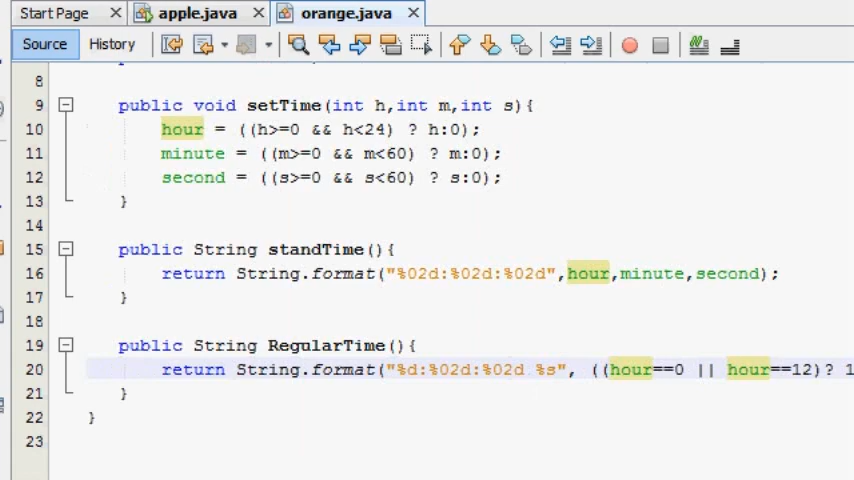 Start Page apple.java orange.java
Source History
8
9 public void setTime(int h,int m,int s){
10 hour = ((h>=0 && h<24) ? h:0);
11 minute = ((m>=0 && m<60) ? m:0);
12 second = ((s>=0 && s<60) ? s:0);
13 }
14
15 public String standTime(){
16 return String.format("%02d:%02d:%02d",hour,minute,second);
17 }
18
19 public String RegularTime(){
20 return String.format("%d:%02d:%02d %s", ((hour==0 || hour==12)? 1
21 }
22 }
23